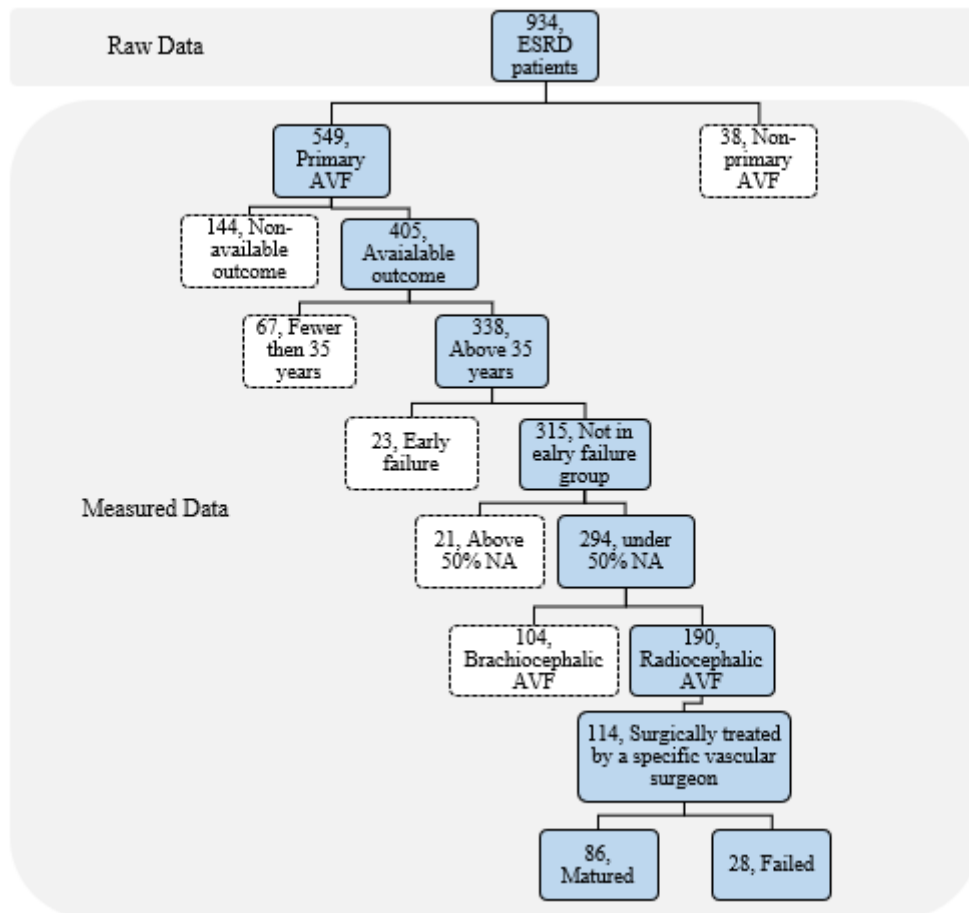 Raw Data
934,
ESRD
patients
549,
Primary
AVF
38, Non-
primary
AVF
144, Non-
available
outcome
405,
Avaialable
outcome
67, Fewer
then 35
years
338,
Above 35
years
23, Early
failure
315, Not in
ealry failure
group
Measured Data
21, Above
50% NA
294, under
50% NA
104,
Brachiocephalic
AVF
190,
Radiocephalic
AVF
114, Surgically treated
by a specific vascular
surgeon
86,
Matured
28, Failed